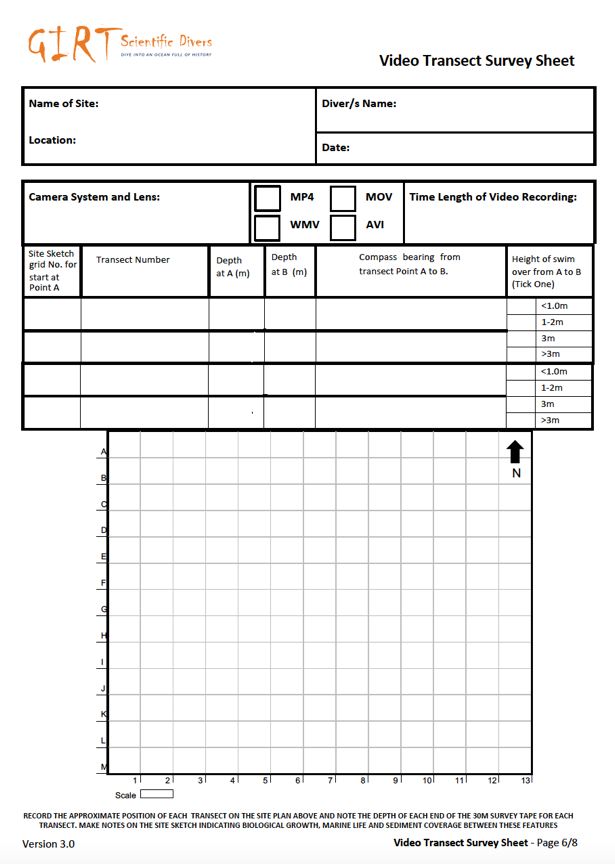 GIRT Scientific Divers
DIVE INTO AN OCEAN FULL OF HISTORY
Video Transect Survey Sheet
Name of Site:
Diver/s Name:
Location:
Date:
Camera System and Lens:
MP4
MOV
WMV
AVI
Time Length of Video Recording:
Site Sketch
grid No. for
start at
Point A
Transect Number
Depth
at A (m)
Depth
at B (m)
Compass bearing from
transect Point A to B.
Height of swim
over from A to B
(Tick One)
<1.0m
1-2m
3m
>3m
<1.0m
1-2m
3m
>3m
N
A
B
C
D
E
F
G
H
I
J
K
L
M
1 2 3 4 5 6 7 8 9 10 11 12 13
Scale
RECORD THE APPROXIMATE POSITION OF EACH TRANSECT ON THE SITE PLAN ABOVE AND NOTE THE DEPTH OF EACH END OF THE 30M SURVEY TAPE FOR EACH
TRANSECT. MAKE NOTES ON THE SITE SKETCH INDICATING BIOLOGICAL GROWTH, MARINE LIFE AND SEDIMENT COVERAGE BETWEEN THESE FEATURES
Version 3.0
Video Transect Survey Sheet - Page 6/8